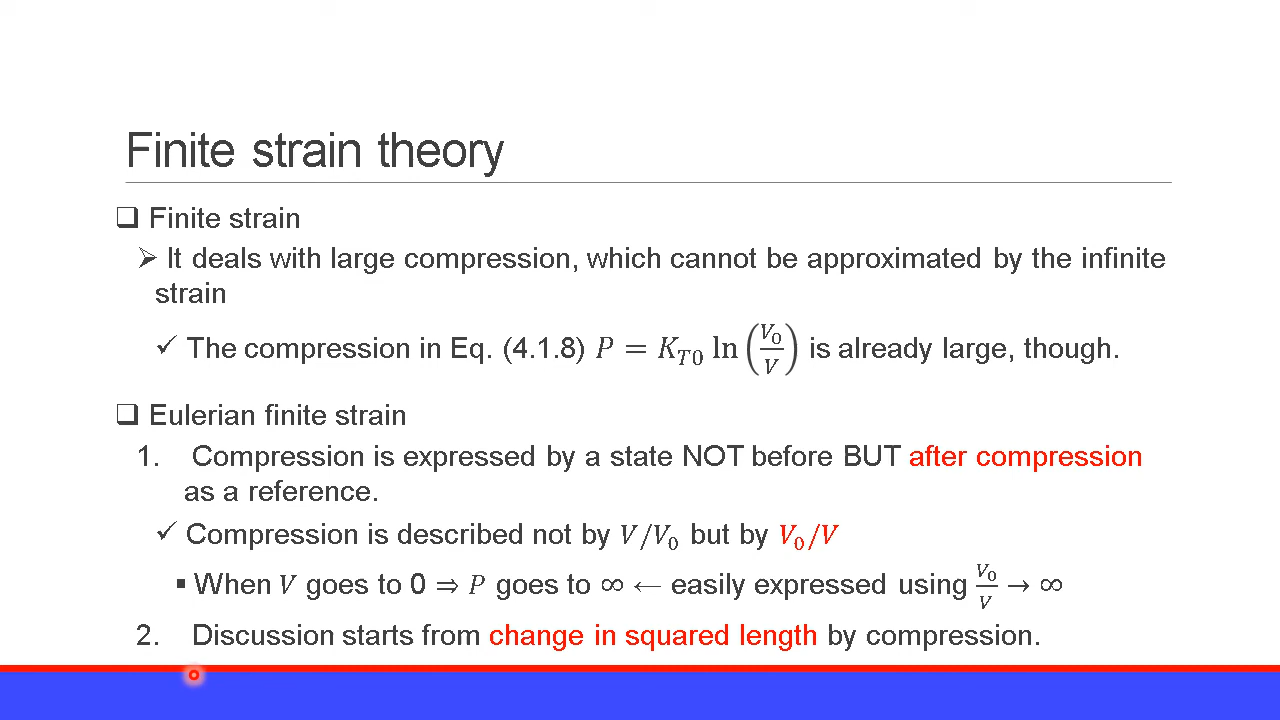 Finite strain theory
❑ Finite strain
➢ It deals with large compression, which cannot be approximated by the infinite
strain
✓ The compression in Eq. (4.1.8) 𝑃 = 𝐾_{𝑇0} ln (𝑉₀/𝑉) is already large, though.
❑ Eulerian finite strain
1. Compression is expressed by a state NOT before BUT after compression
as a reference.
✓ Compression is described not by 𝑉/𝑉₀ but by 𝑉₀/𝑉
▪ When 𝑉 goes to 0 ⇒ 𝑃 goes to ∞ ← easily expressed using 𝑉₀/𝑉 → ∞
2. Discussion starts from change in squared length by compression.